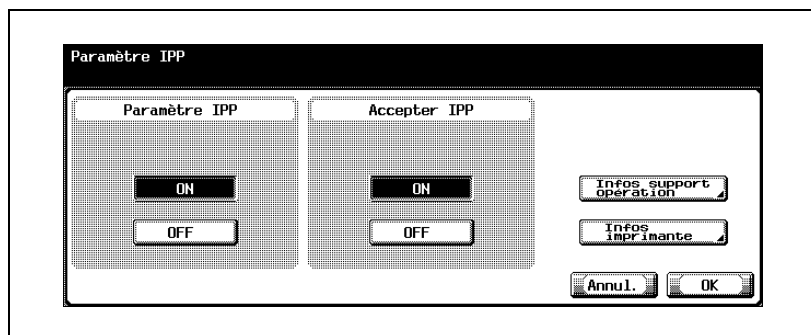 Paramètre IPP
Paramètre IPP
Accepter IPP
ON
ON
OFF
OFF
Infos support
opération
Infos
imprimante
Annul.
OK